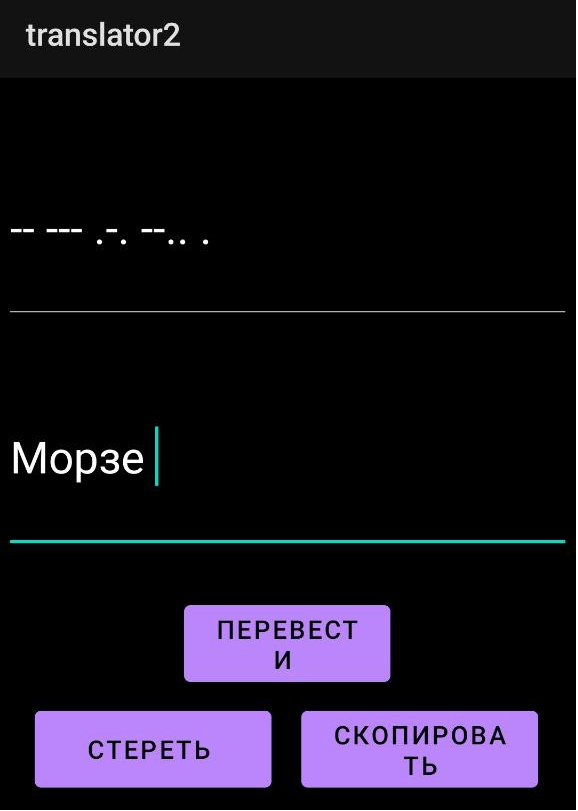 translator2
-- --- .-. --.. .
Морзе
ПЕРЕВЕСТ
И
СТЕРЕТЬ
СКОПИРОВА
ТЬ